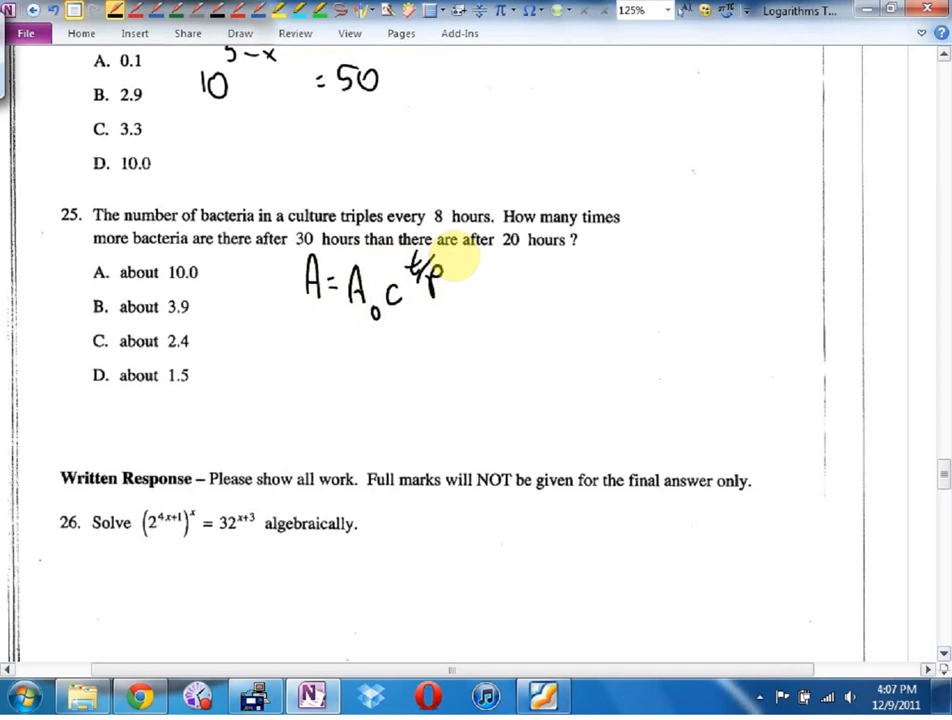 125%
Logarithms T...
File Home Insert Share Draw Review View Pages Add-Ins
A. 0.1
B. 2.9
C. 3.3
D. 10.0
10^(5-x) = 50
25. The number of bacteria in a culture triples every 8 hours. How many times
more bacteria are there after 30 hours than there are after 20 hours ?
A. about 10.0
B. about 3.9
C. about 2.4
D. about 1.5
A = A₀ c^(t/p)
Written Response – Please show all work. Full marks will NOT be given for the final answer only.
26. Solve (2^(4x+1))^x = 32^(x+3) algebraically.
4:07 PM
12/9/2011